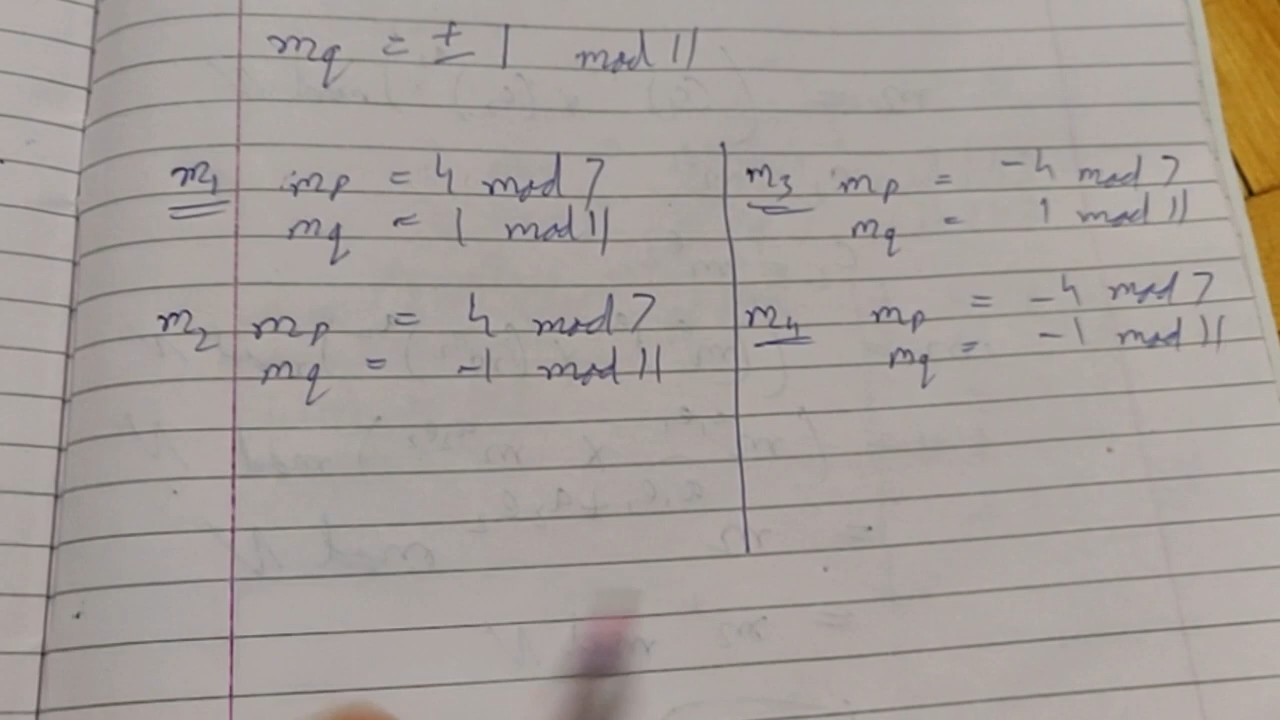 mq = ± 1 mod 11
m1 mp = 4 mod 7
mq = 1 mod 11
m2 mp = 4 mod 7
mq = -1 mod 11
m3 mp = -4 mod 7
mq = 1 mod 11
m4 mp = -4 mod 7
mq = -1 mod 11